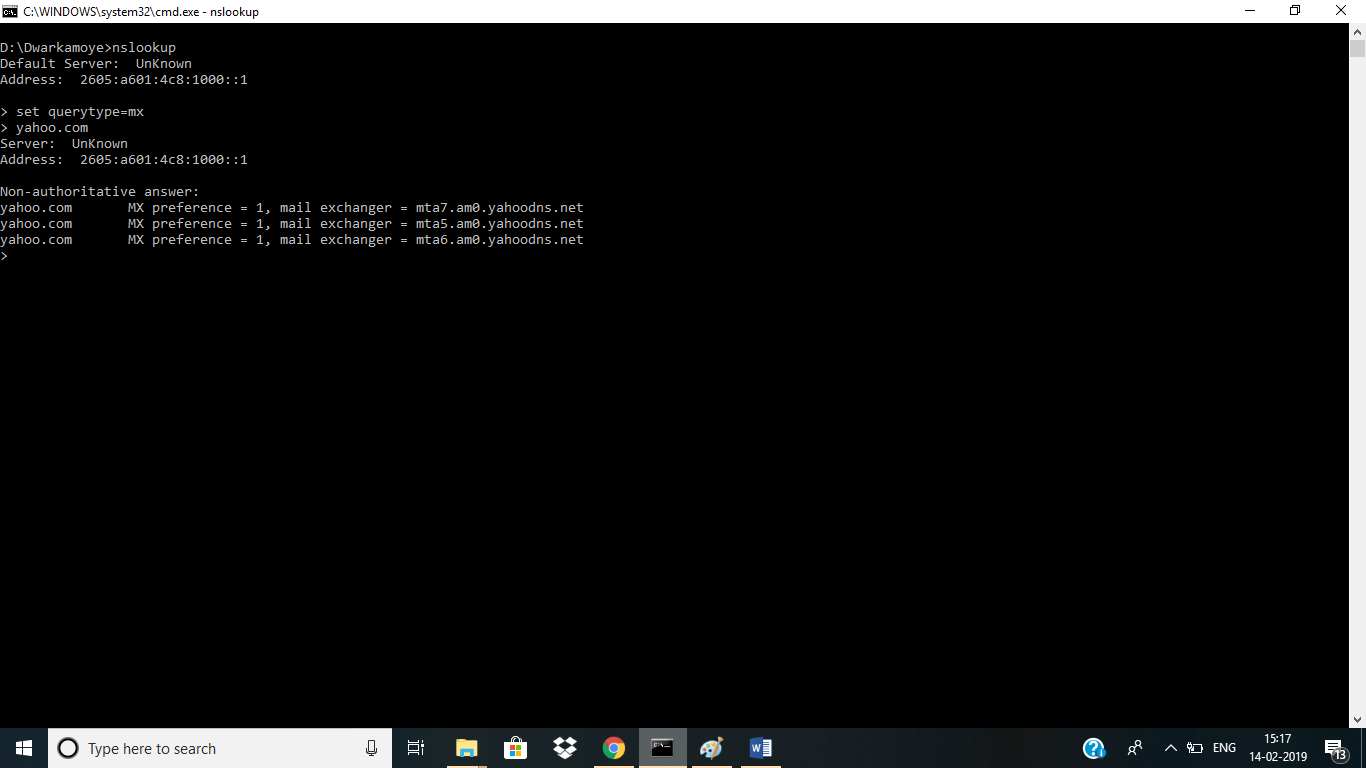 C:\WINDOWS\system32\cmd.exe - nslookup
D:\Dwarkamoye>nslookup
Default Server:  UnKnown
Address:  2605:a601:4c8:1000::1
> set querytype=mx
> yahoo.com
Server:  UnKnown
Address:  2605:a601:4c8:1000::1
Non-authoritative answer:
yahoo.com       MX preference = 1, mail exchanger = mta7.am0.yahoodns.net
yahoo.com       MX preference = 1, mail exchanger = mta5.am0.yahoodns.net
yahoo.com       MX preference = 1, mail exchanger = mta6.am0.yahoodns.net
>
Type here to search
ENG
15:17
14-02-2019
13